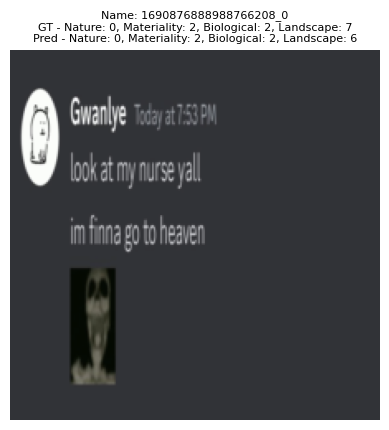 Name: 1690876888988766208_0
GT - Nature: 0, Materiality: 2, Biological: 2, Landscape: 7
Pred - Nature: 0, Materiality: 2, Biological: 2, Landscape: 6
Gwanlye Today at 7:53 PM
look at my nurse yall
im finna go to heaven